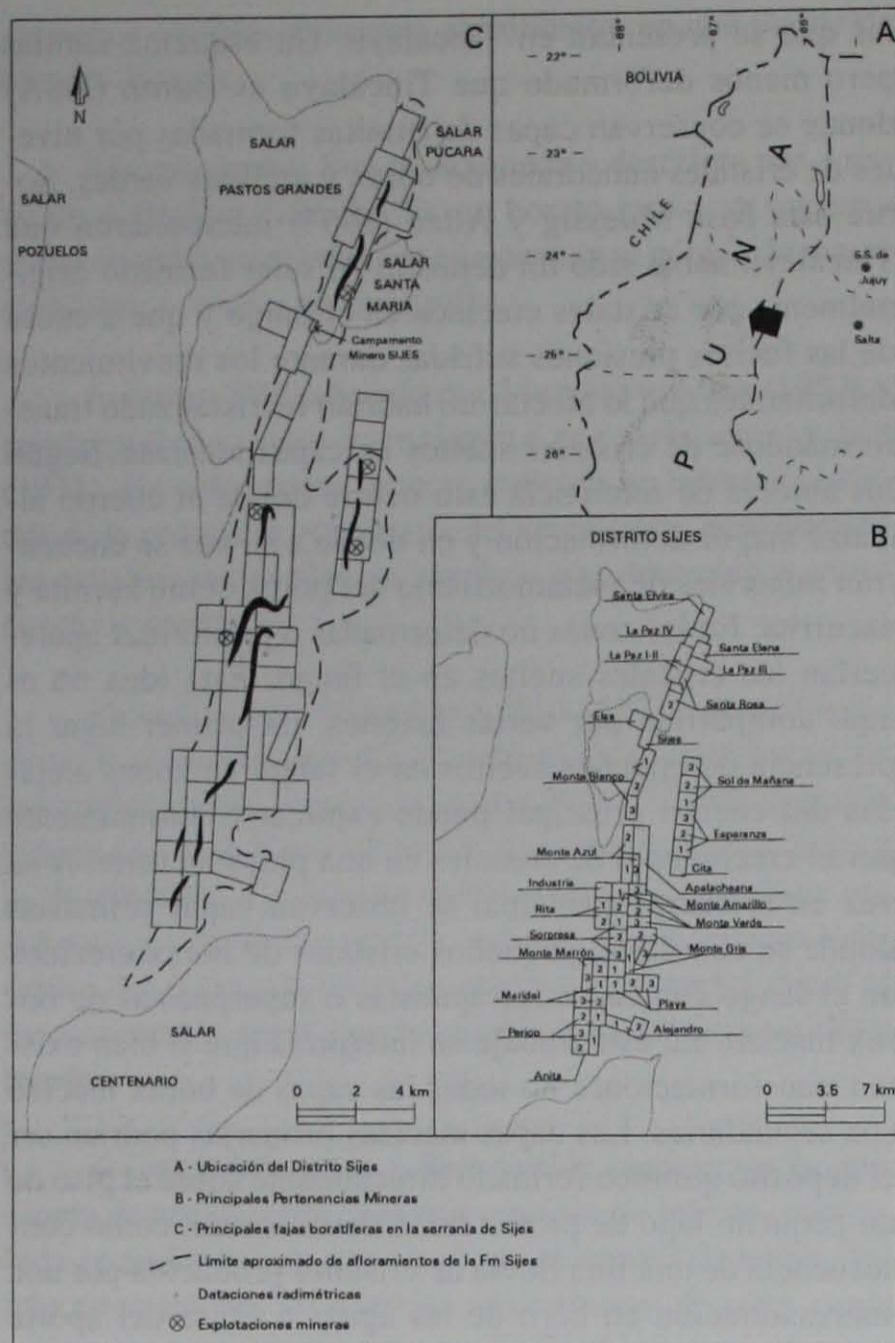 C
N
SALAR
POZUELOS
SALAR
PASTOS GRANDES
SALAR
PUCARA
SALAR
SANTA
MARIA
Campamento
Minero SIJES
SALAR
CENTENARIO
0 2 4 km
A
68° 67° 66°
22°
23°
24°
25°
26°
BOLIVIA
CHILE
PUNA
S.S. de
Jujuy
Salta
B
DISTRITO SIJES
Santa Elvira
La Paz IV
Santa Elena
La Paz I-II
La Paz III
Santa Rosa
Elsa
Sijes
Monte Blanco
Sol de Mañana
Esperanza
Monte Azul
Cita
Industria
Apalacheana
Rita
Monte Amarillo
Monte Verde
Sorpresa
Monte Marrón
Monte Gris
Maridal
Playa
Perico
Alejandro
Anita
0 3.5 7 km
A - Ubicación del Distrito Sijes
B - Principales Pertenencias Mineras
C - Principales fajas boratíferas en la serranía de Sijes
Límite aproximado de afloramientos de la Fm Sijes
Dataciones radimétricas
Explotaciones mineras